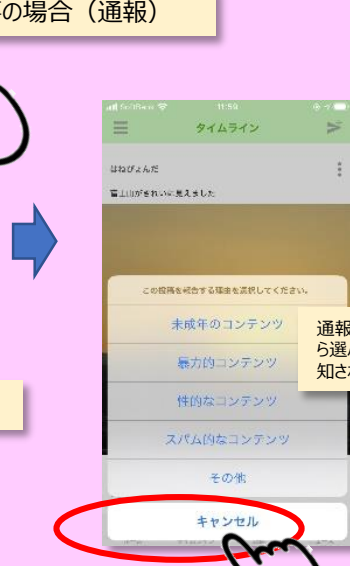 の場合（通報）
11:59
タイムライン
はねぴょんだ
富士山がきれいに見えました
この投稿を報告する理由を選択してください。
未成年のコンテンツ
通報
ら選ん
暴力的コンテンツ
知され
性的なコンテンツ
スパム的なコンテンツ
その他
キャンセル